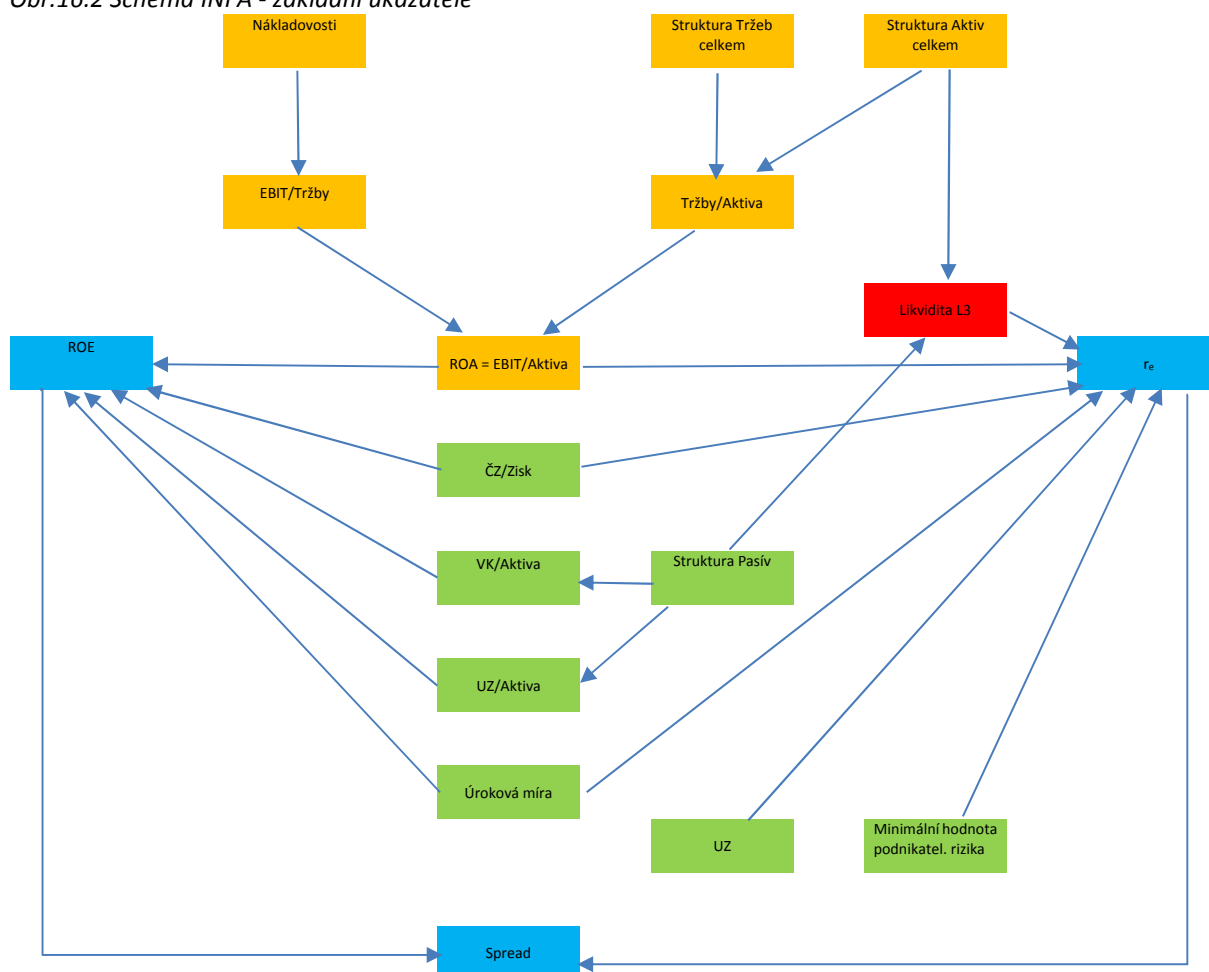 Obr.10.2 Schéma INFA - základní ukazatele
Nákladovosti
Struktura Tržeb
celkem
Struktura Aktiv
celkem
EBIT/Tržby
Tržby/Aktiva
Likvidita L3
ROE
ROA = EBIT/Aktiva
rₑ
ČZ/Zisk
VK/Aktiva
Struktura Pasív
UZ/Aktiva
Úroková míra
UZ
Minimální hodnota
podnikatel. rizika
Spread